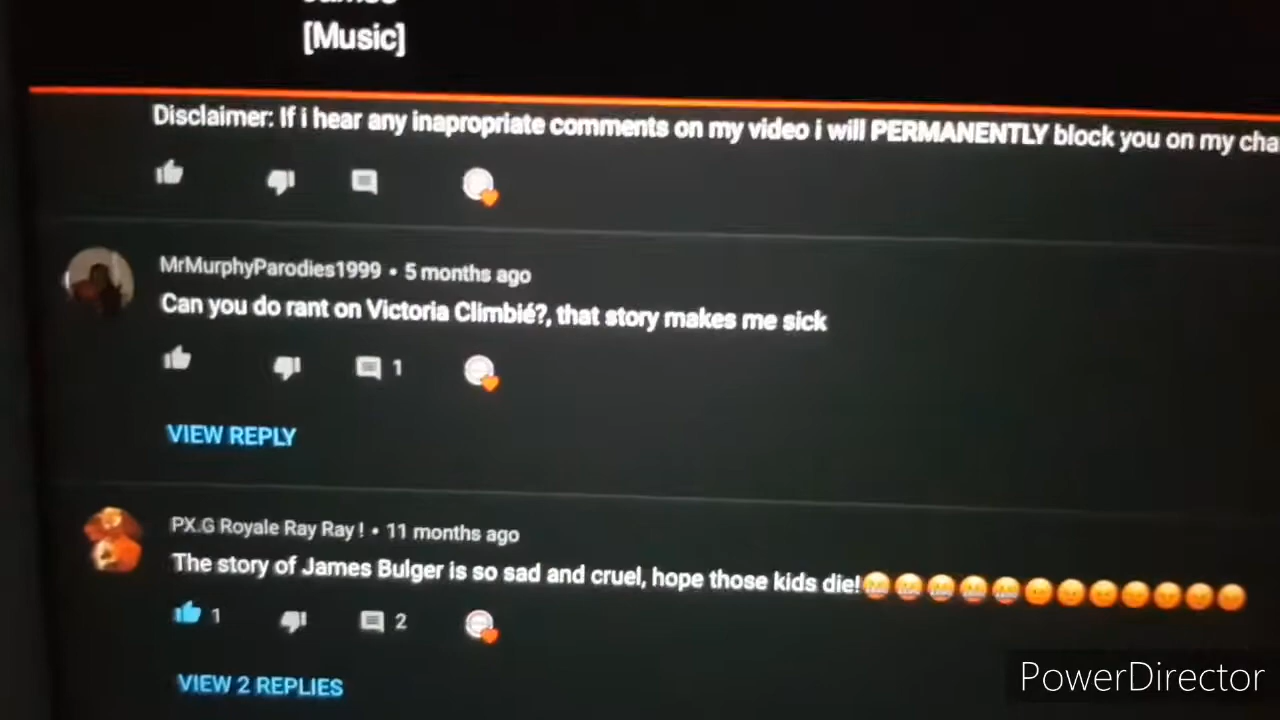 [Music]
Disclaimer: If i hear any inapropriate comments on my video i will PERMANENTLY block you on my cha
MrMurphyParodies1999 • 5 months ago
Can you do rant on Victoria Climbié?, that story makes me sick
1
VIEW REPLY
PX.G Royale Ray Ray ! • 11 months ago
The story of James Bulger is so sad and cruel, hope those kids die!
1 2
VIEW 2 REPLIES
PowerDirector